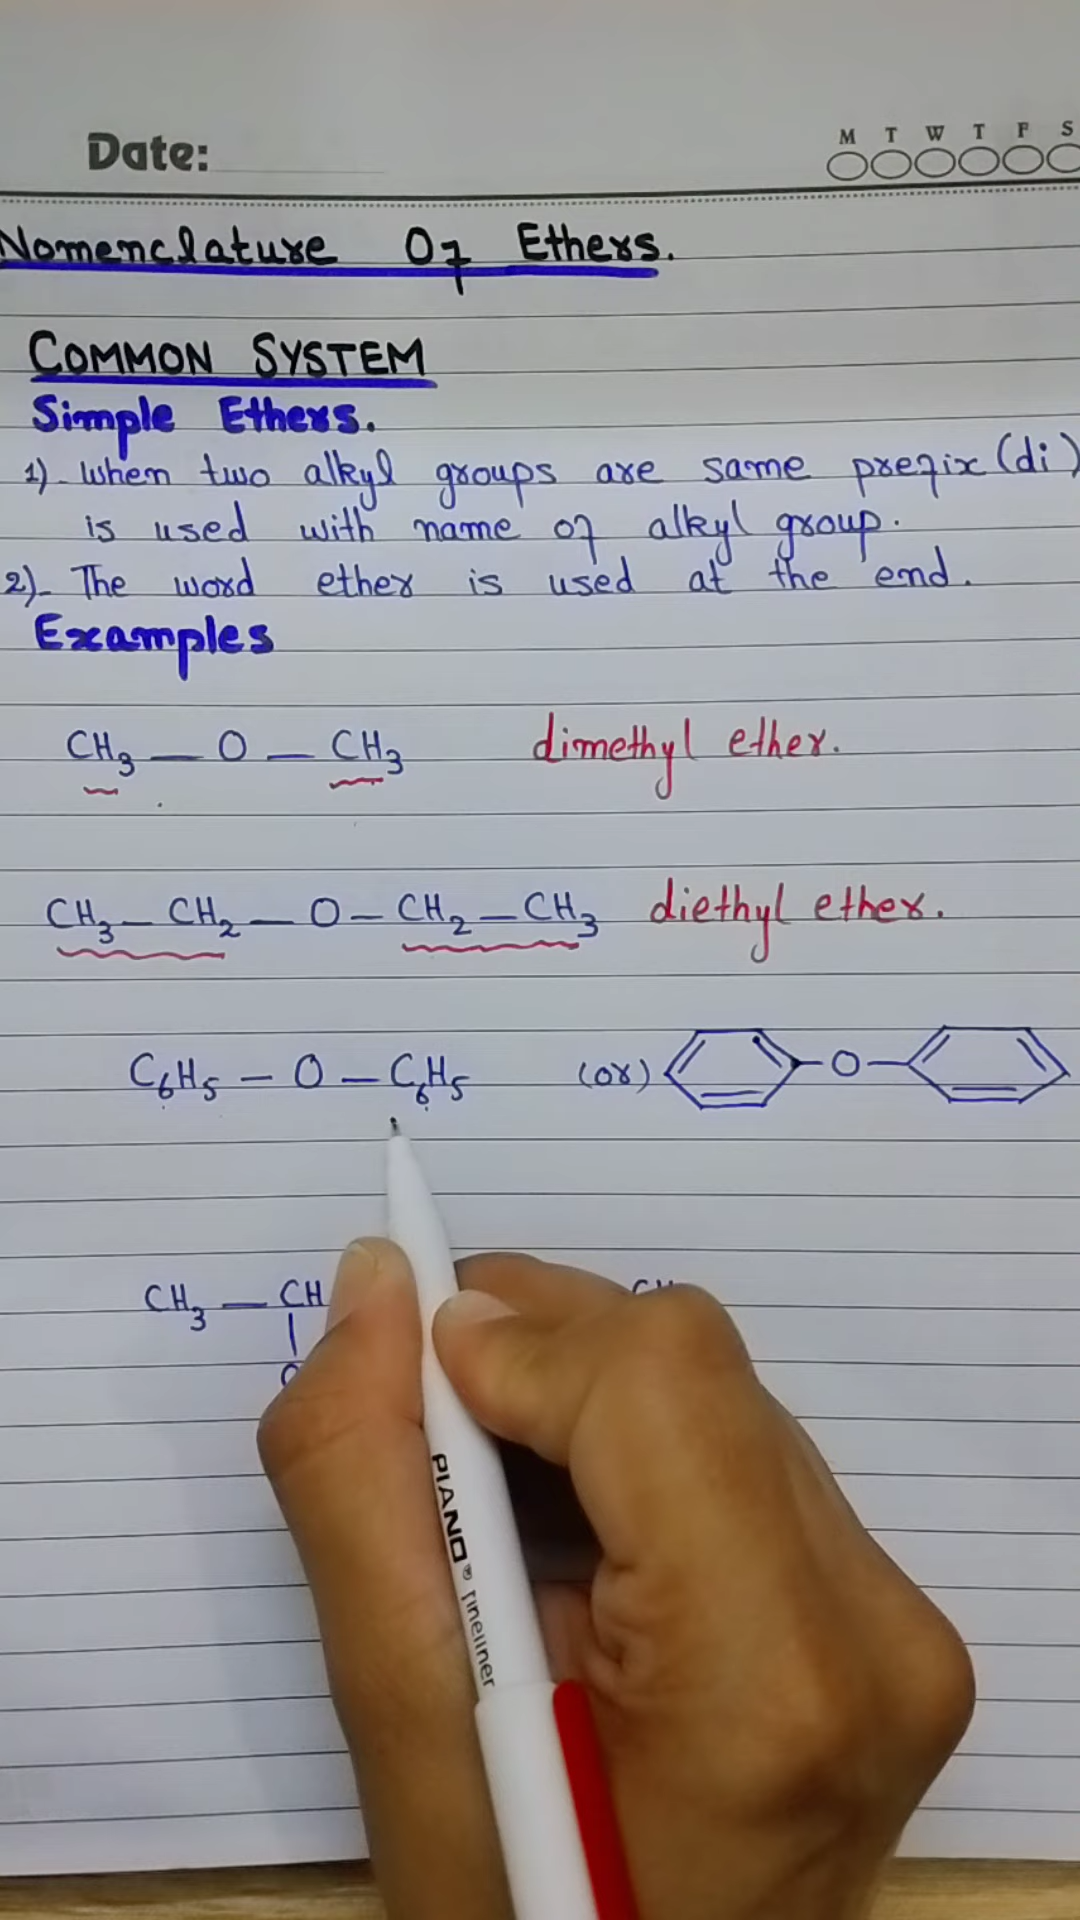 Date:
M T W T F S
Nomenclature Of Ethers.
COMMON SYSTEM
Simple Ethers.
1)- When two alkyl groups are same prefix (di)
is used with name of alkyl group.
2)- The word ether is used at the end.
Examples
CH3 — O — CH3 dimethyl ether.
CH3 — CH2 — O — CH2 — CH3 diethyl ether.
C6H5 — O — C6H5 (or) O
CH3 — CH
PIANO® fineliner